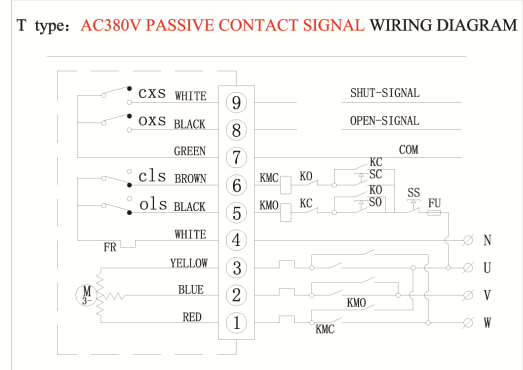 T type: AC380V PASSIVE CONTACT SIGNAL WIRING DIAGRAM
cxs WHITE 9 SHUT-SIGNAL
oxs BLACK 8 OPEN-SIGNAL
GREEN 7 COM
KC
cls BROWN 6 KMC KO SC
KO
ols BLACK 5 KMO KC SO SS FU
FR WHITE 4 N
YELLOW 3 U
M 3~ BLUE 2 KMO V
RED 1 KMC W